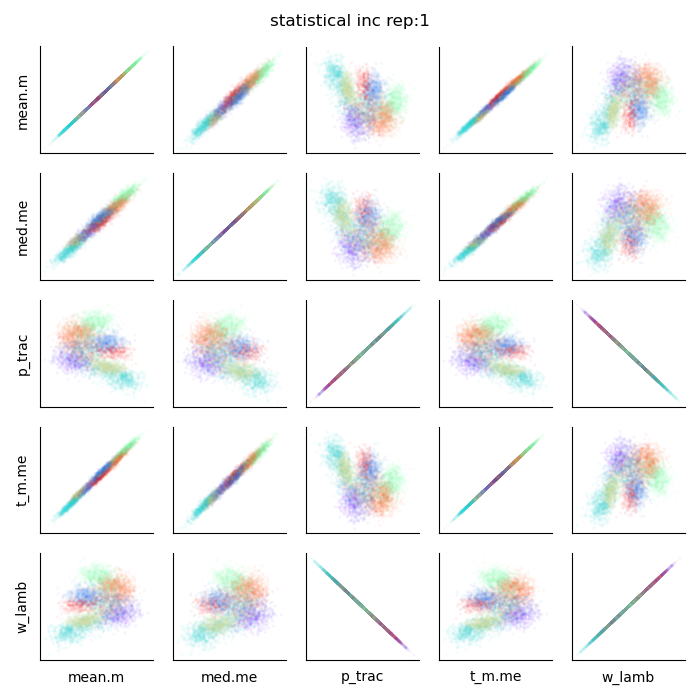 statistical inc rep:1
mean.m
med.me
p_trac
t_m.me
w_lamb
mean.m
med.me
p_trac
t_m.me
w_lamb